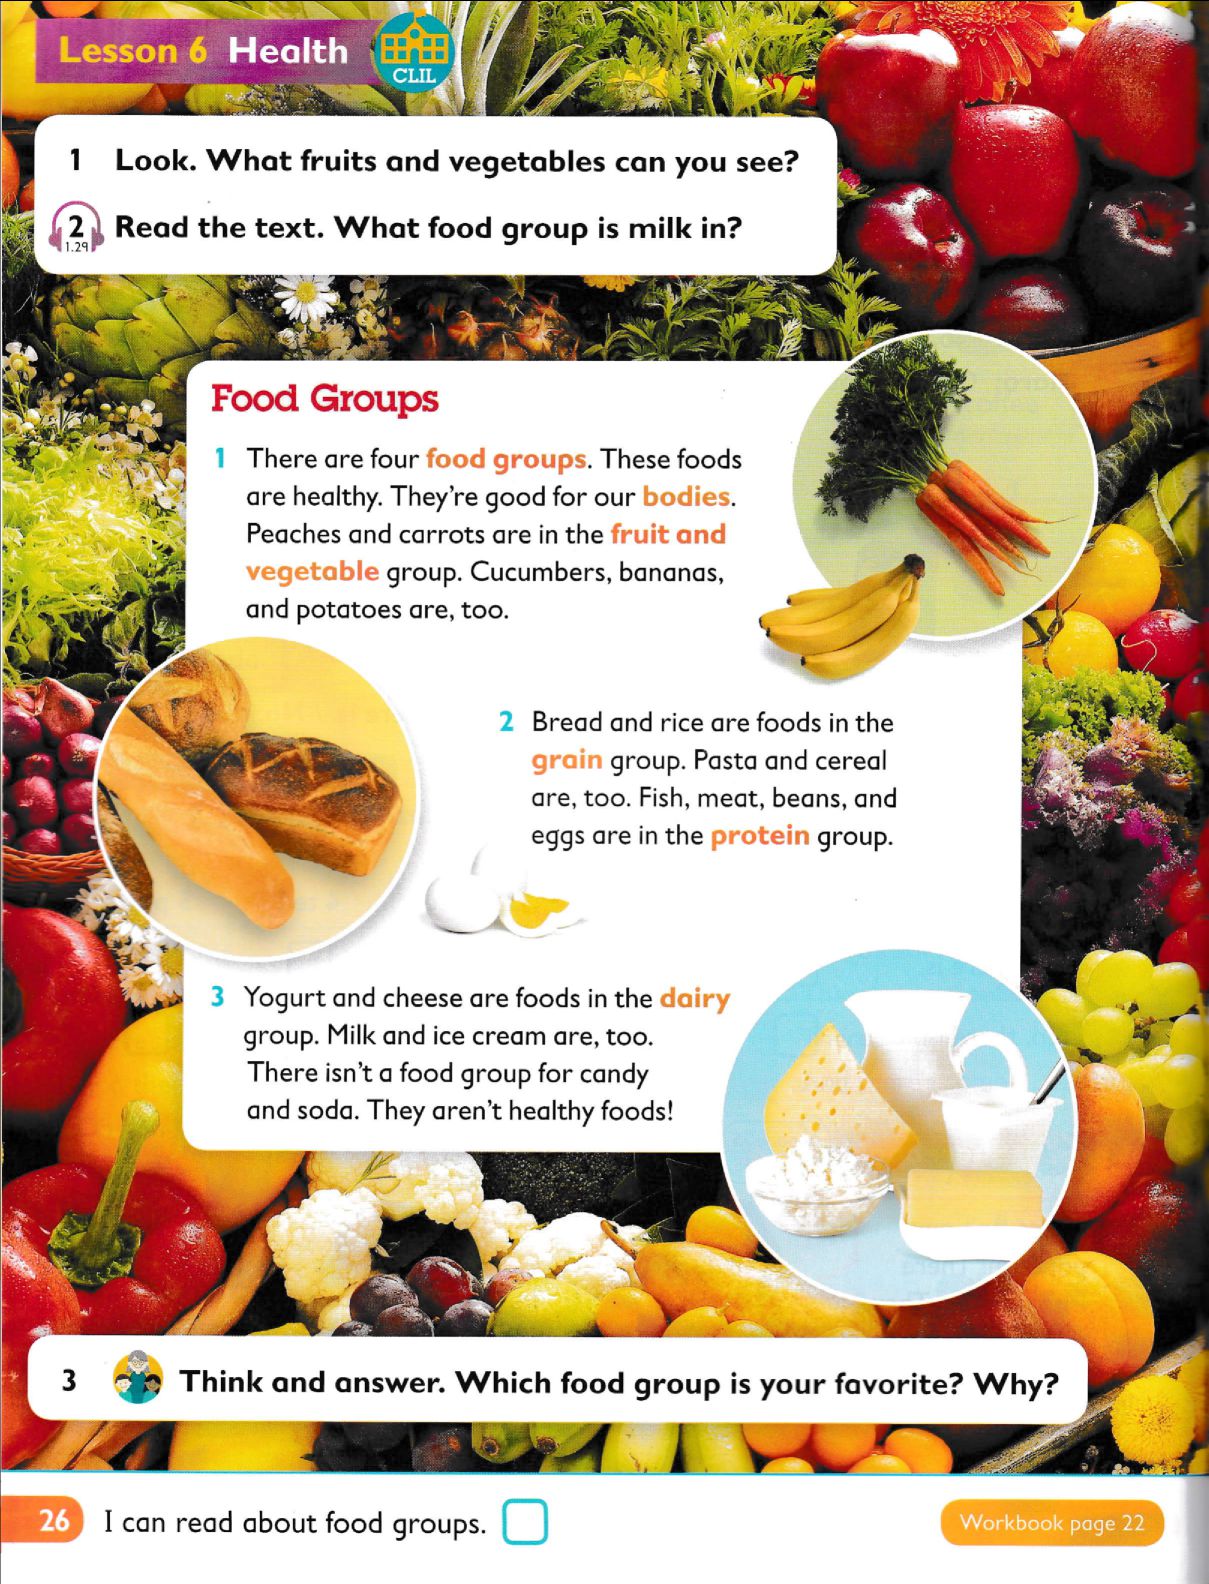 Lesson 6 Health
CLIL
1 Look. What fruits and vegetables can you see?
2 Read the text. What food group is milk in?
1.29
Food Groups
1 There are four food groups. These foods
are healthy. They're good for our bodies.
Peaches and carrots are in the fruit and
vegetable group. Cucumbers, bananas,
and potatoes are, too.
2 Bread and rice are foods in the
grain group. Pasta and cereal
are, too. Fish, meat, beans, and
eggs are in the protein group.
3 Yogurt and cheese are foods in the dairy
group. Milk and ice cream are, too.
There isn't a food group for candy
and soda. They aren't healthy foods!
3 Think and answer. Which food group is your favorite? Why?
26 I can read about food groups.
Workbook page 22